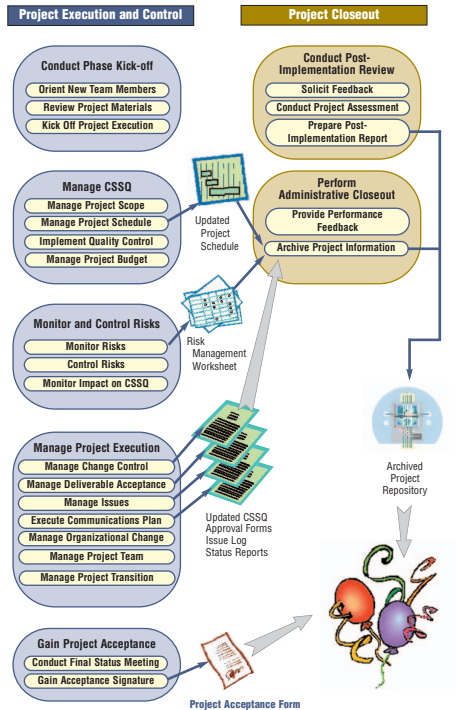 Project Execution and Control
Project Closeout
Conduct Phase Kick-off
Orient New Team Members
Review Project Materials
Kick Off Project Execution
Conduct Post-
Implementation Review
Solicit Feedback
Conduct Project Assessment
Prepare Post-
Implementation Report
Manage CSSQ
Manage Project Scope
Manage Project Schedule
Implement Quality Control
Manage Project Budget
Updated
Project
Schedule
Perform
Administrative Closeout
Provide Performance
Feedback
Archive Project Information
Monitor and Control Risks
Monitor Risks
Control Risks
Monitor Impact on CSSQ
Risk
Management
Worksheet
Manage Project Execution
Manage Change Control
Manage Deliverable Acceptance
Manage Issues
Execute Communications Plan
Manage Organizational Change
Manage Project Team
Manage Project Transition
Updated CSSQ
Approval Forms
Issue Log
Status Reports
Archived
Project
Repository
Gain Project Acceptance
Conduct Final Status Meeting
Gain Acceptance Signature
Project Acceptance Form